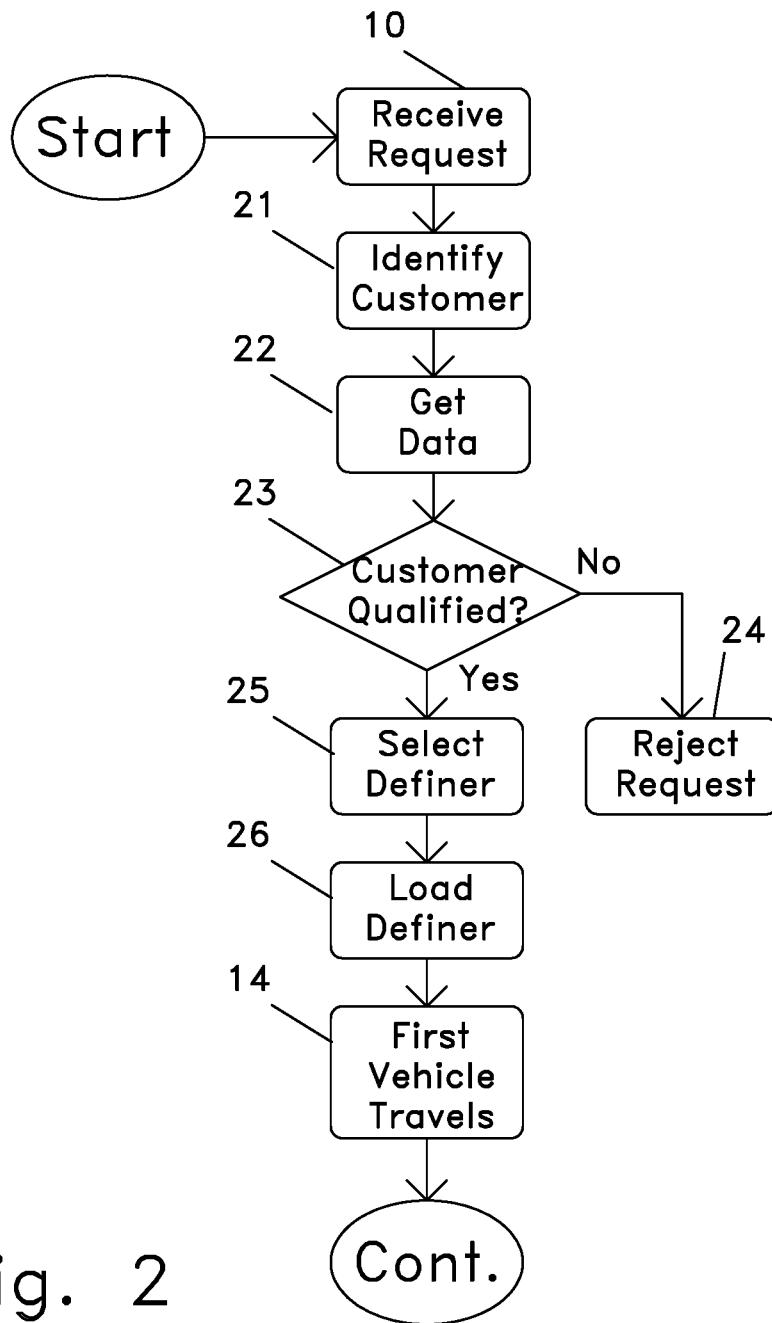 10
Start
Receive
Request
21
Identify
Customer
22
Get
Data
23
Customer
Qualified?
No
Yes
24
25
Select
Definer
Reject
Request
26
Load
Definer
14
First
Vehicle
Travels
Cont.
ig. 2